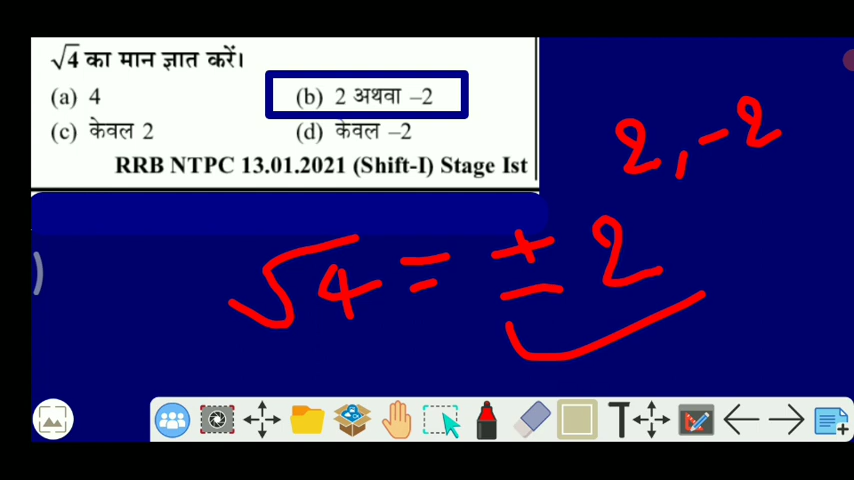 √4 का मान ज्ञात करें।
(a) 4 (b) 2 अथवा –2
(c) केवल 2 (d) केवल –2
RRB NTPC 13.01.2021 (Shift-I) Stage Ist
2, -2
√4 = ± 2
T